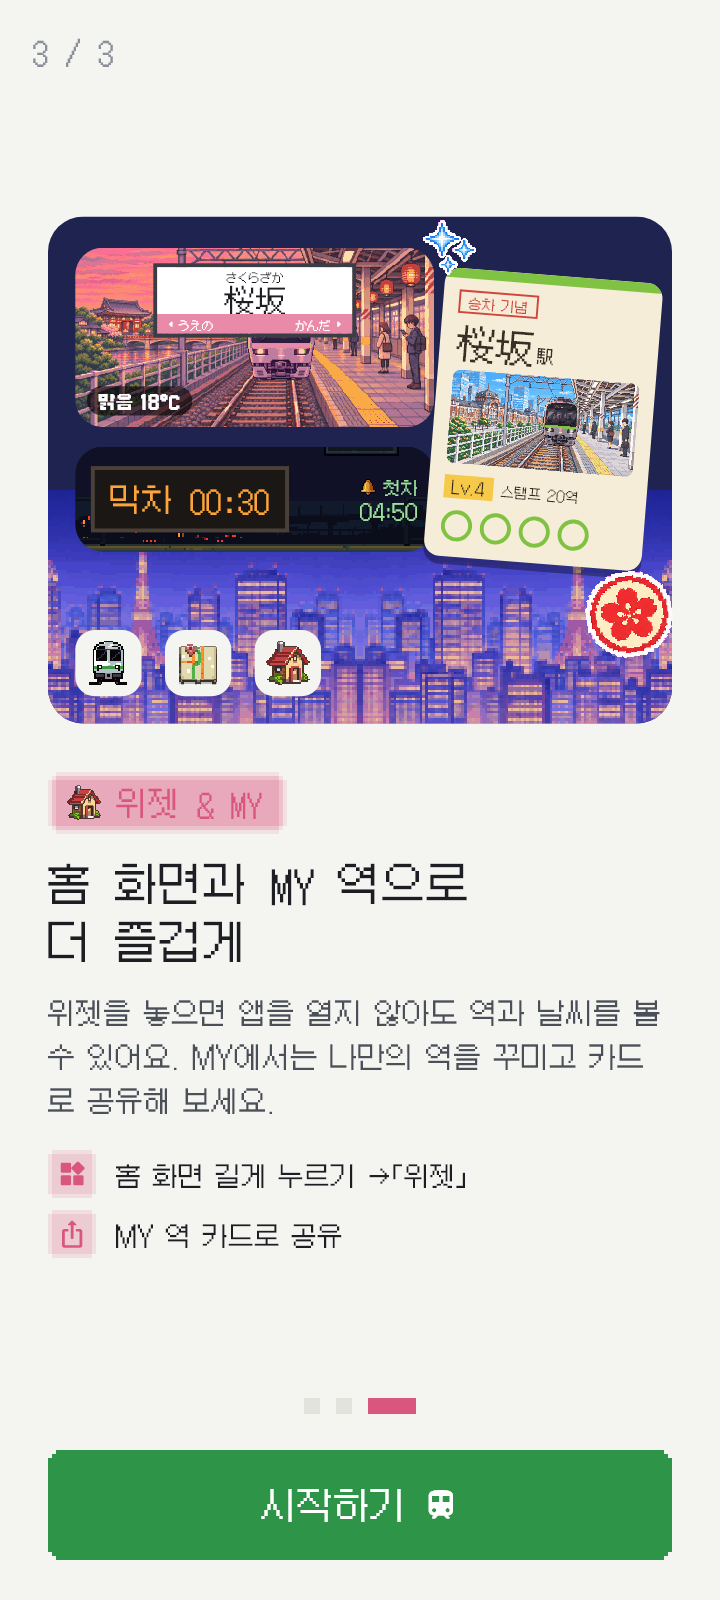 3 / 3
さくらざか
桜坂
うえの
かんだ
맑음 18°C
승차 기념
桜坂駅
Lv.4 스탬프 20역
막차 00:30
첫차
04:50
위젯 & MY
홈 화면과 MY 역으로
더 즐겁게
위젯을 놓으면 앱을 열지 않아도 역과 날씨를 볼
수 있어요. MY에서는 나만의 역을 꾸미고 카드
로 공유해 보세요.
홈 화면 길게 누르기 →「위젯」
MY 역 카드로 공유
시작하기